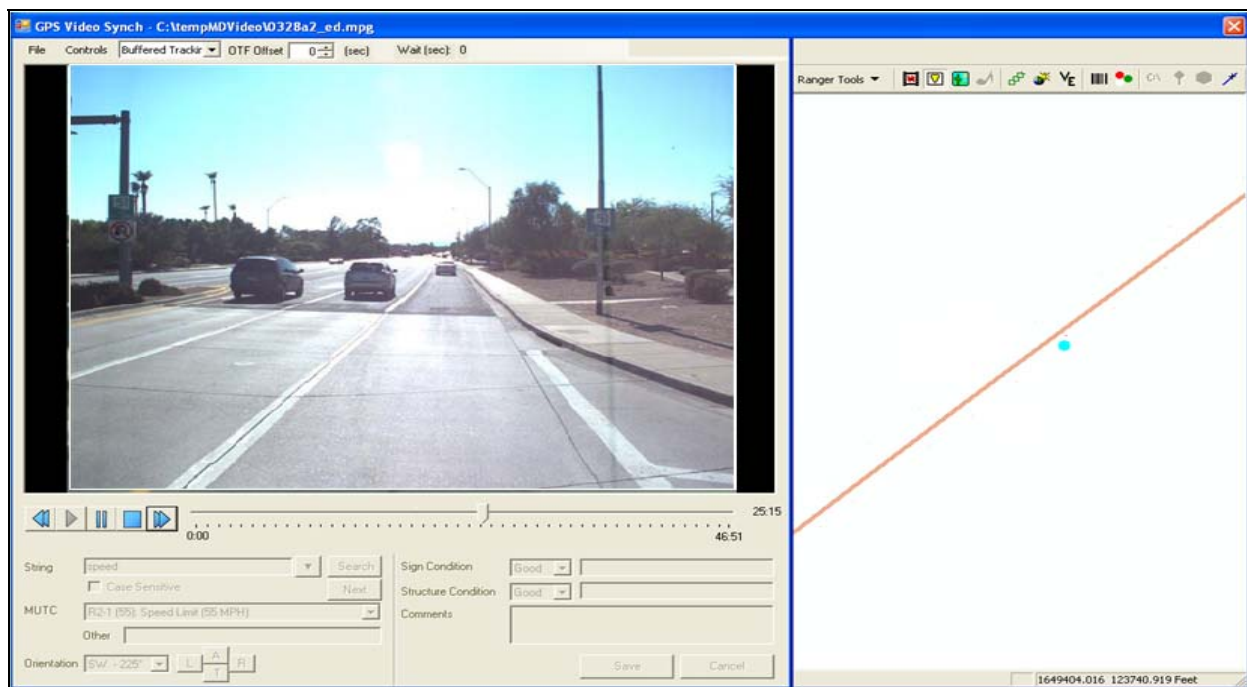 GPS Video Synch - C:\tempMDVideo\0328a2_ed.mpg
File Controls Buffered Trackir OTF Offset 0 (sec) Wait (sec): 0
Ranger Tools
VE
25:15
0:00 46:51
String speed Search
Case Sensitive Next
MUTC R2-1 (55): Speed Limit (55 MPH)
Other
Orientation SW. - 225° L A R
T
Sign Condition Good
Structure Condition Good
Comments
Save Cancel
1649404.016 123740.919 Feet